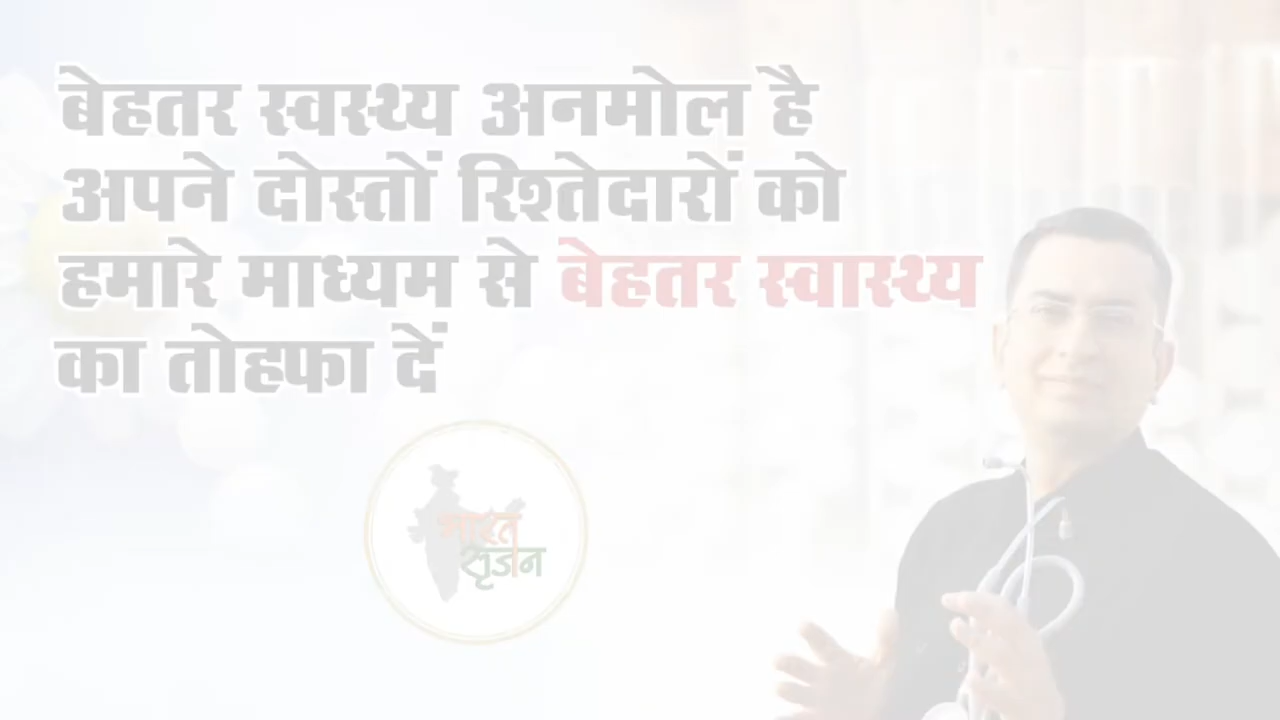 बेहतर स्वस्थ्य अनमोल है
अपने दोस्तों रिश्तेदारों को
हमारे माध्यम से बेहतर स्वास्थ्य
का तोहफा दें
भारत
सृजन